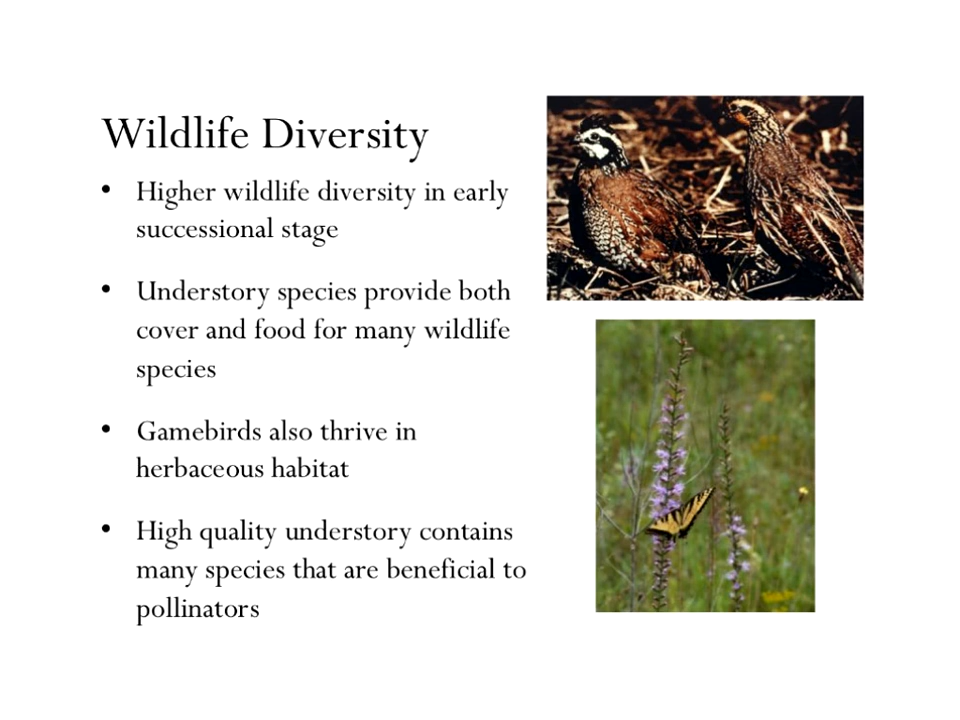 Wildlife Diversity
• Higher wildlife diversity in early
successional stage
• Understory species provide both
cover and food for many wildlife
species
• Gamebirds also thrive in
herbaceous habitat
• High quality understory contains
many species that are beneficial to
pollinators